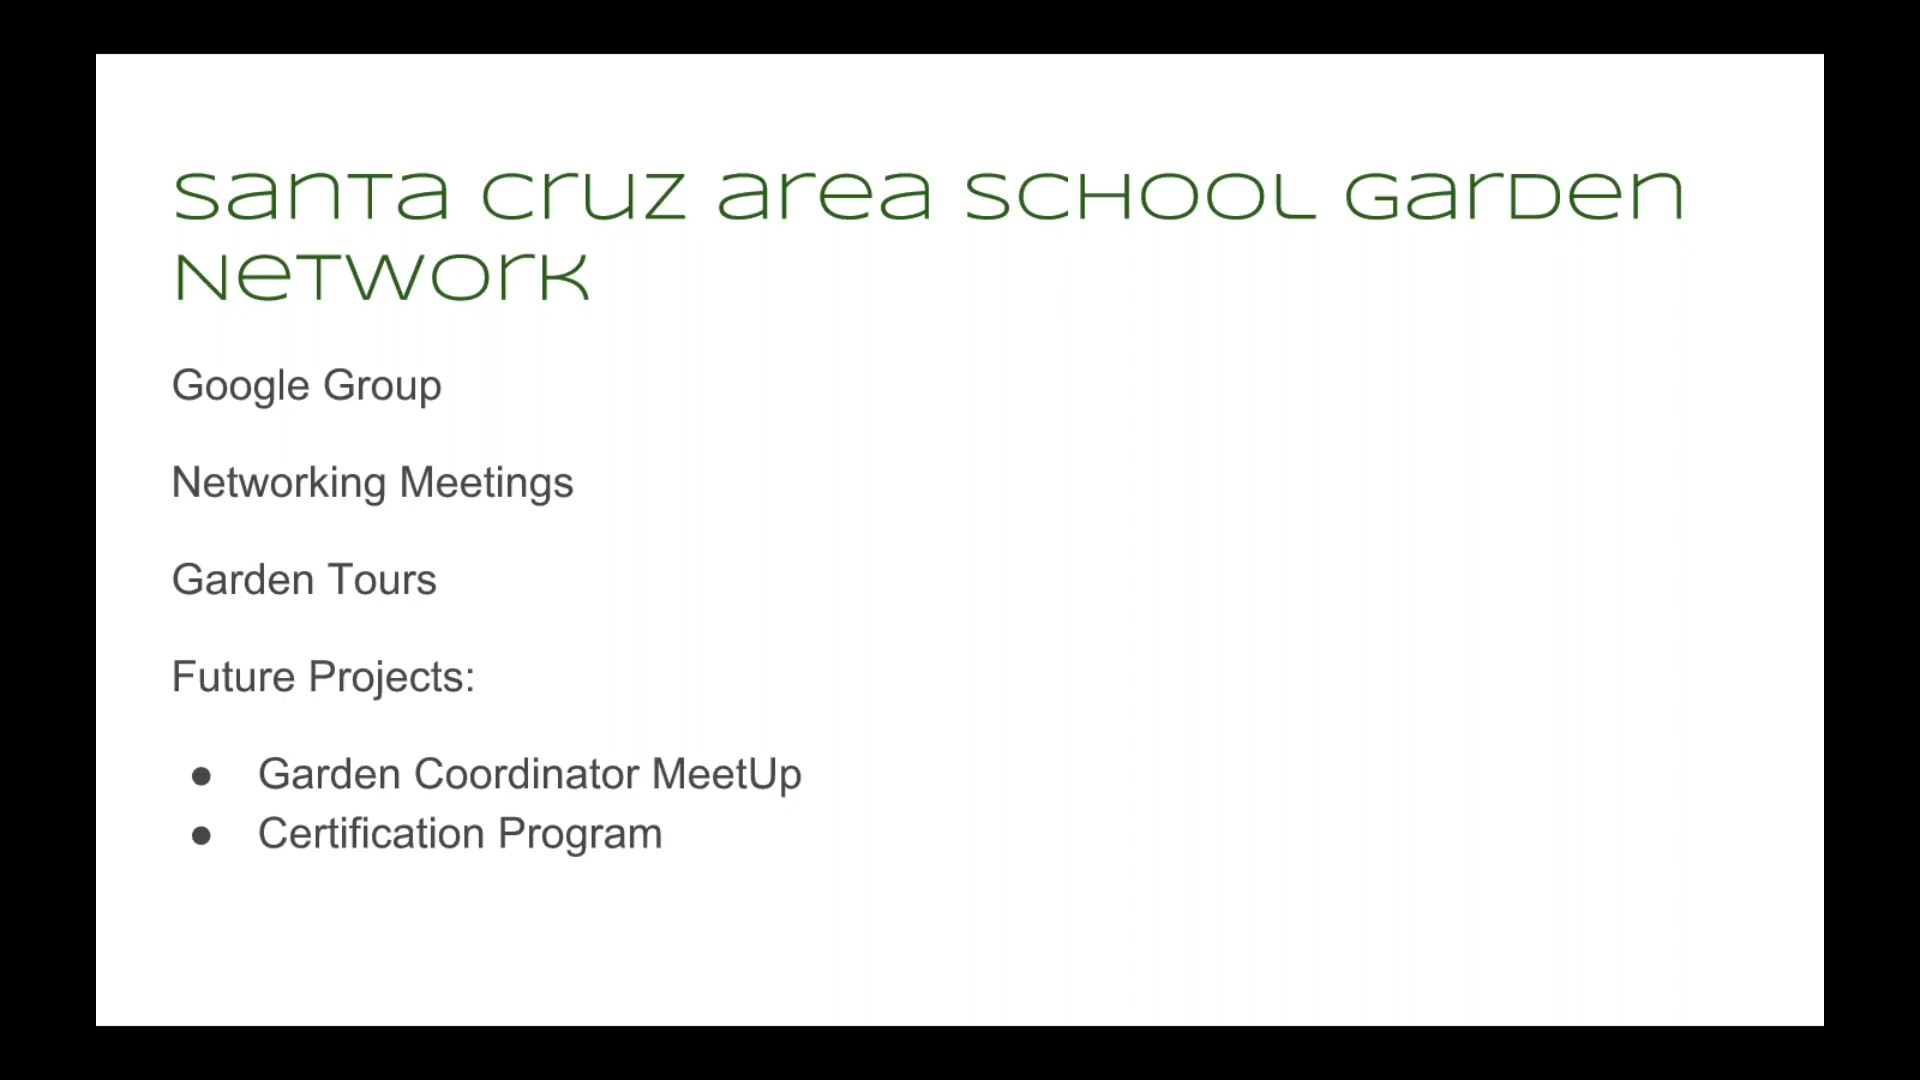 Santa Cruz Area School Garden
Network
Google Group
Networking Meetings
Garden Tours
Future Projects:
● Garden Coordinator MeetUp
● Certification Program